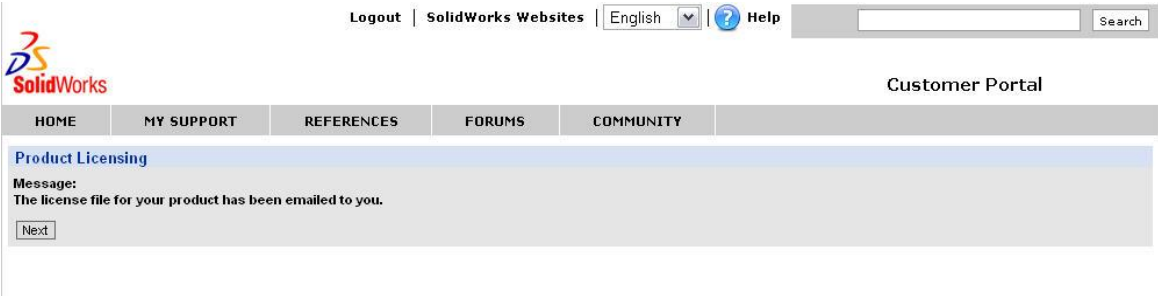 Logout | SolidWorks Websites | English Help Search
SolidWorks
Customer Portal
HOME MY SUPPORT REFERENCES FORUMS COMMUNITY
Product Licensing
Message:
The license file for your product has been emailed to you.
Next